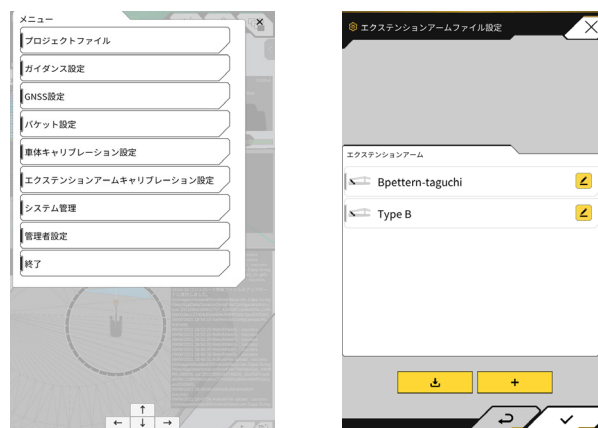 メニュー
プロジェクトファイル
ガイダンス設定
GNSS設定
バケット設定
車体キャリブレーション設定
エクステンションアームキャリブレーション設定
システム管理
管理者設定
終了
エクステンションアームファイル設定
エクステンションアーム
Bpettern-taguchi
Type B